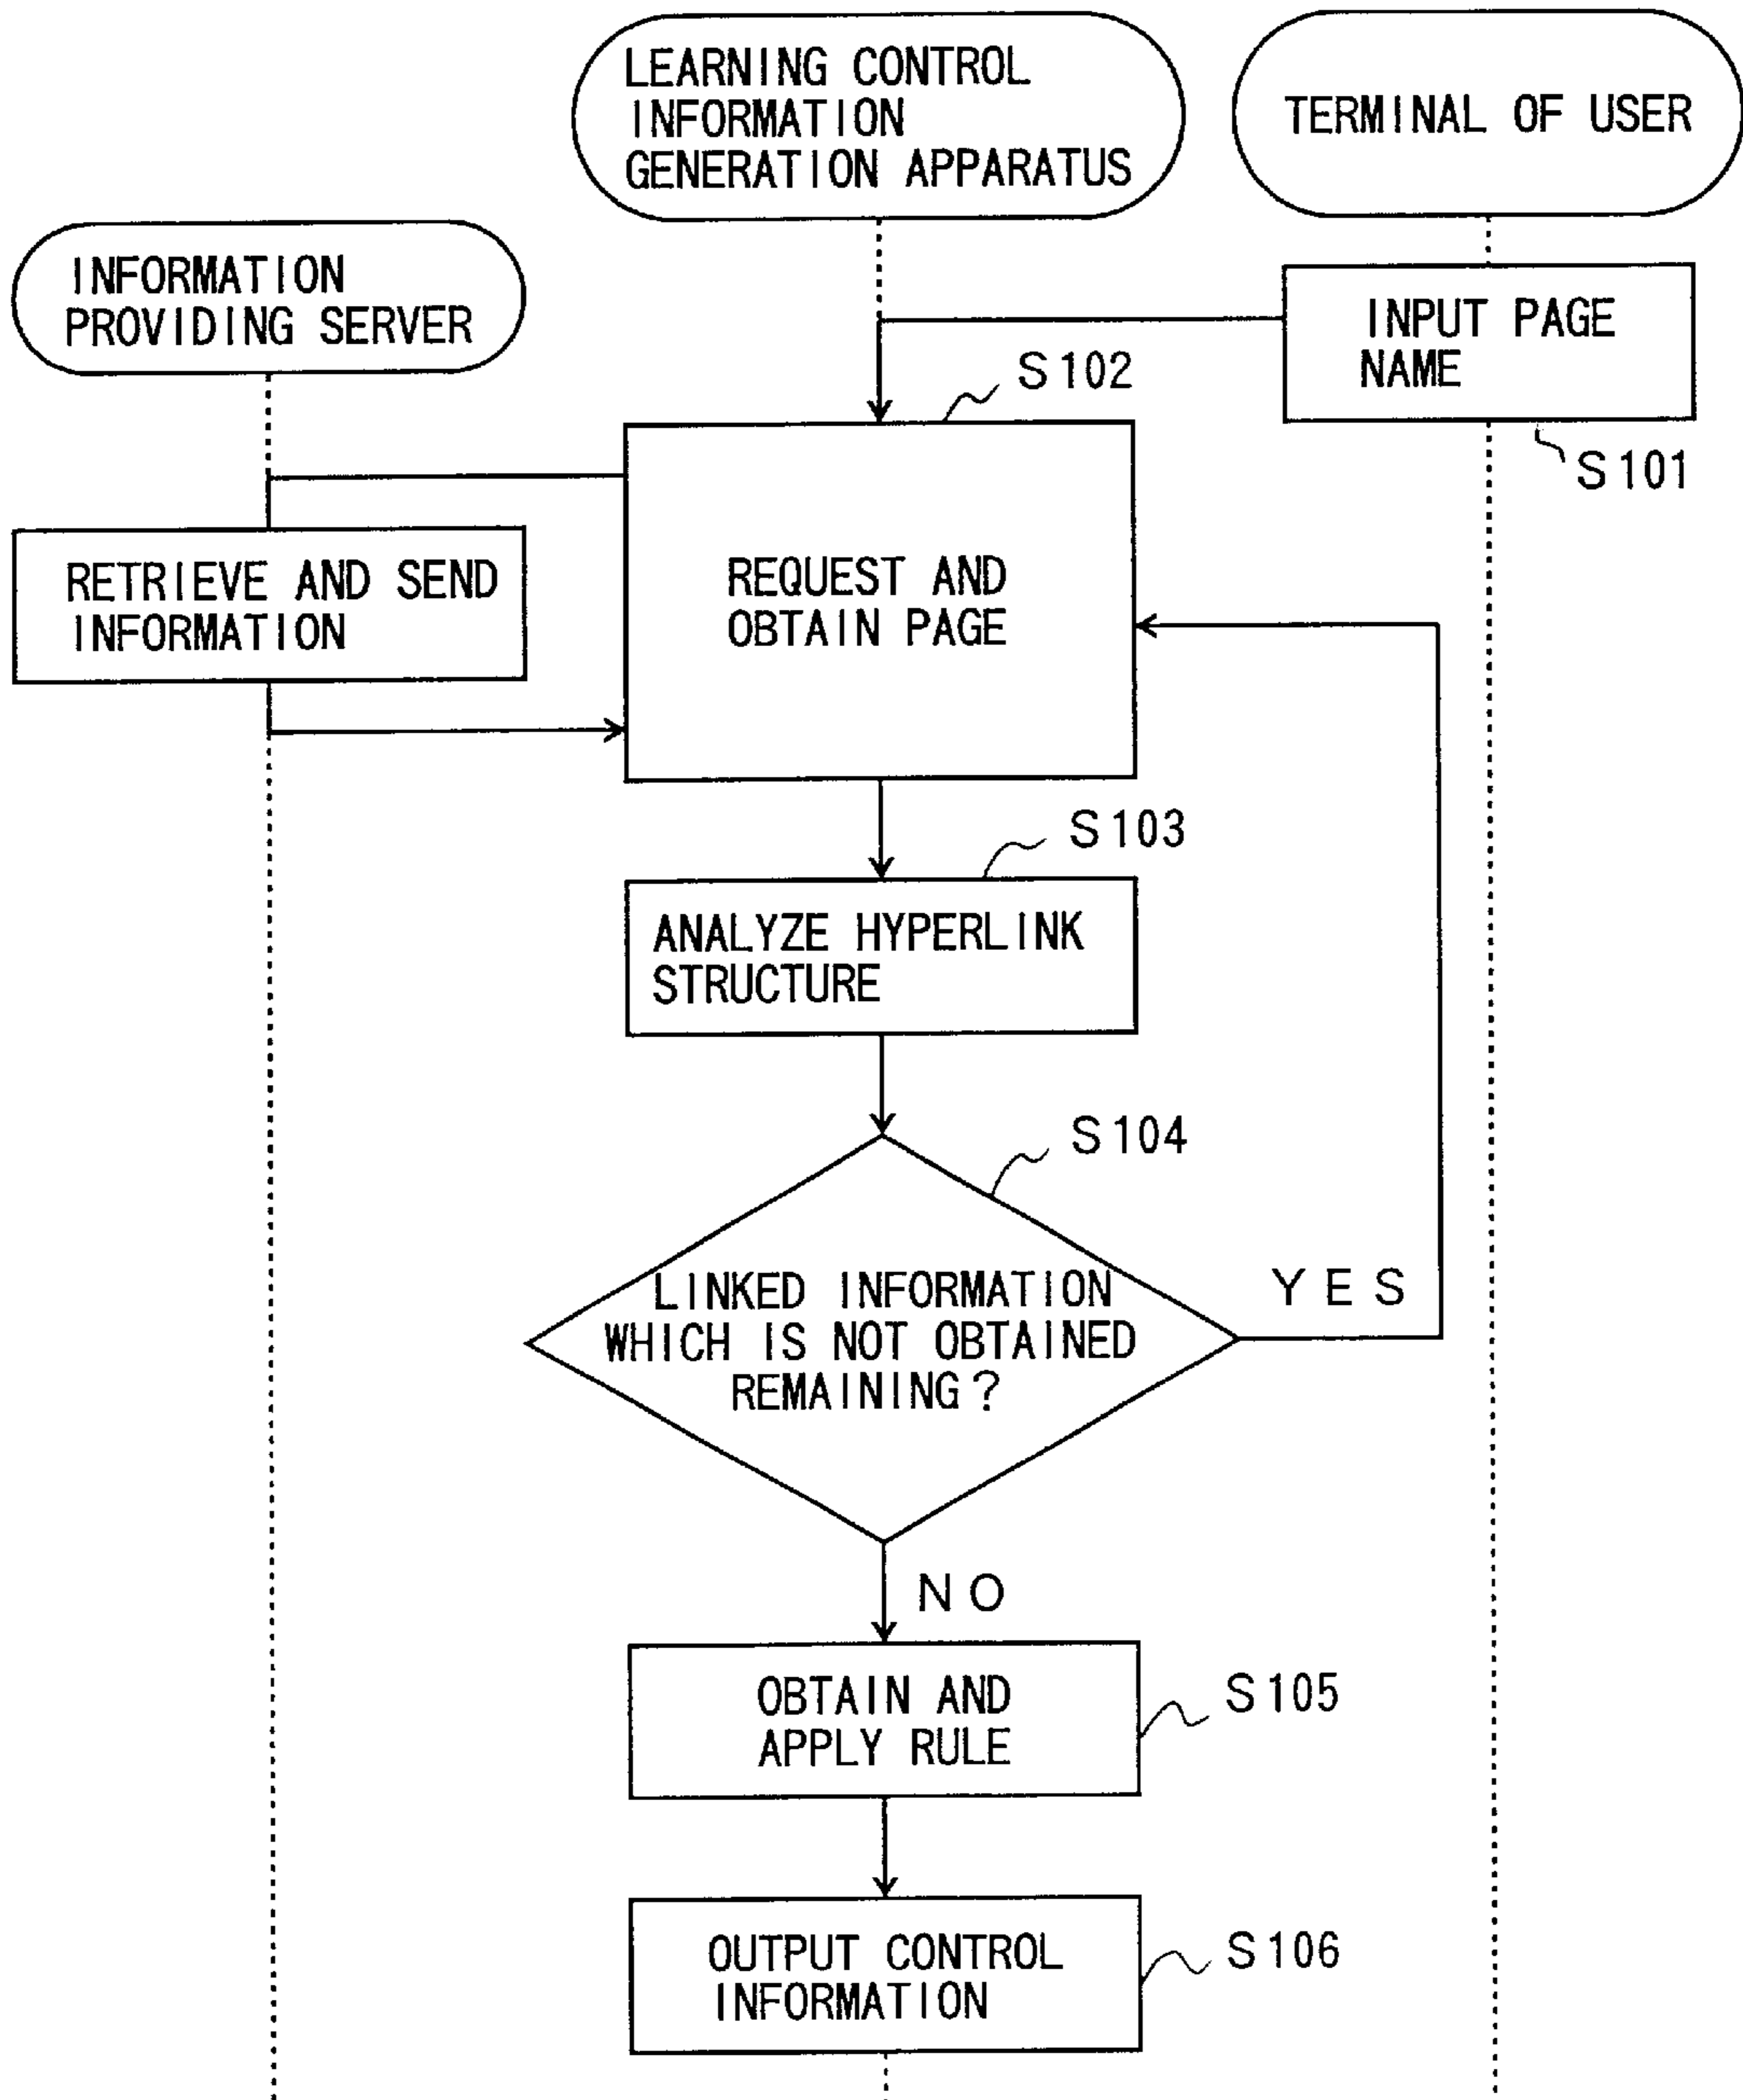 LEARNING CONTROL
INFORMATION
GENERATION APPARATUS
TERMINAL OF USER
INFORMATION
PROVIDING SERVER
INPUT PAGE
NAME
S102
S101
RETRIEVE AND SEND
INFORMATION
REQUEST AND
OBTAIN PAGE
S103
ANALYZE HYPERLINK
STRUCTURE
S104
LINKED INFORMATION
WHICH IS NOT OBTAINED
REMAINING?
YES
NO
OBTAIN AND
APPLY RULE
S105
OUTPUT CONTROL
INFORMATION
S106